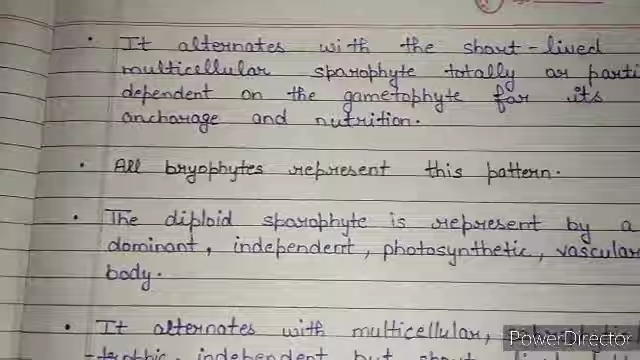 • It alternates with the short-lived
multicellular sporophyte totally or parti
dependent on the gametophyte for its
anchorage and nutrition.
• All bryophytes represent this pattern.
• The diploid sporophyte is represent by a
dominant, independent, photosynthetic, vascular
body.
• It alternates with multicellular,
independent but
PowerDirector